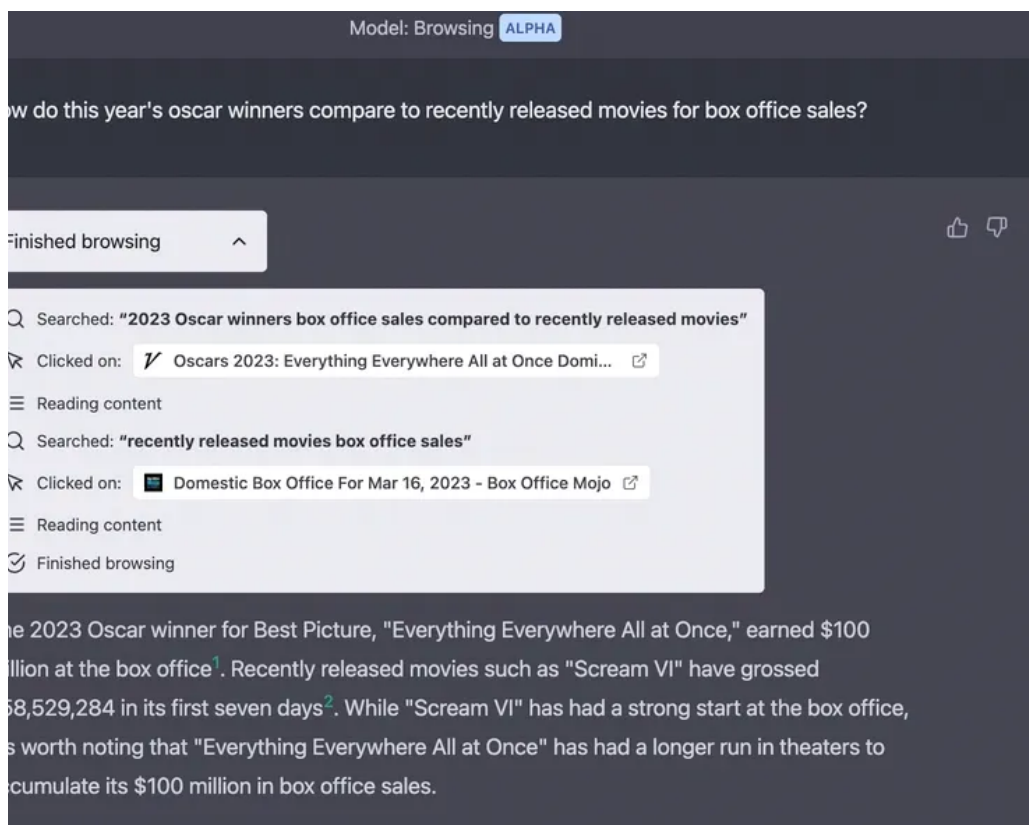 Model: Browsing ALPHA
ow do this year's oscar winners compare to recently released movies for box office sales?
Finished browsing
Searched: "2023 Oscar winners box office sales compared to recently released movies"
Clicked on: V Oscars 2023: Everything Everywhere All at Once Domi...
Reading content
Searched: "recently released movies box office sales"
Clicked on: Domestic Box Office For Mar 16, 2023 - Box Office Mojo
Reading content
Finished browsing
he 2023 Oscar winner for Best Picture, "Everything Everywhere All at Once," earned $100
illion at the box office1. Recently released movies such as "Scream VI" have grossed
58,529,284 in its first seven days2. While "Scream VI" has had a strong start at the box office,
s worth noting that "Everything Everywhere All at Once" has had a longer run in theaters to
ccumulate its $100 million in box office sales.